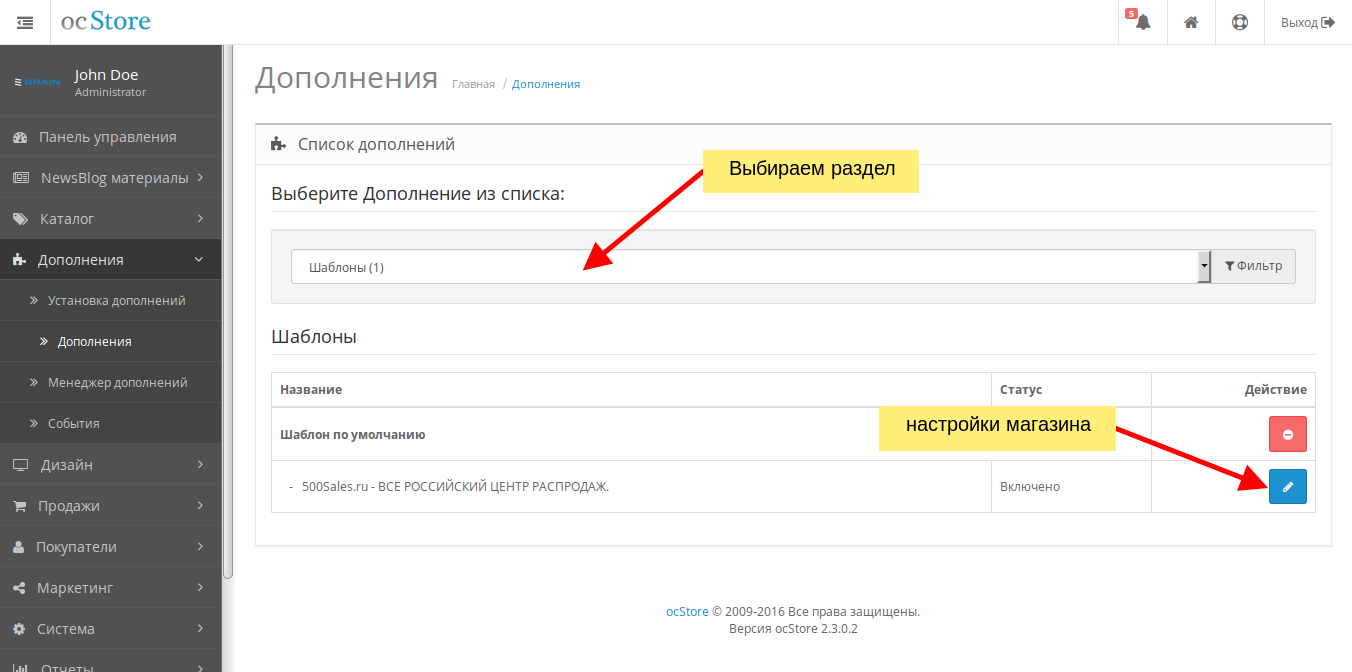 ocStore
5
Выход
BRAIN
John Doe
Administrator
Панель управления
NewsBlog материалы
Каталог
Дополнения
Установка дополнений
Дополнения
Менеджер дополнений
События
Дизайн
Продажи
Покупатели
Маркетинг
Система
Отчеты
Дополнения
Главная / Дополнения
Список дополнений
Выбираем раздел
Выберите Дополнение из списка:
Шаблоны (1)
Фильтр
Шаблоны
Название Статус Действие
Шаблон по умолчанию
настройки магазина
- 500Sales.ru - ВСЕ РОССИЙСКИЙ ЦЕНТР РАСПРОДАЖ. Включено
ocStore © 2009-2016 Все права защищены.
Версия ocStore 2.3.0.2